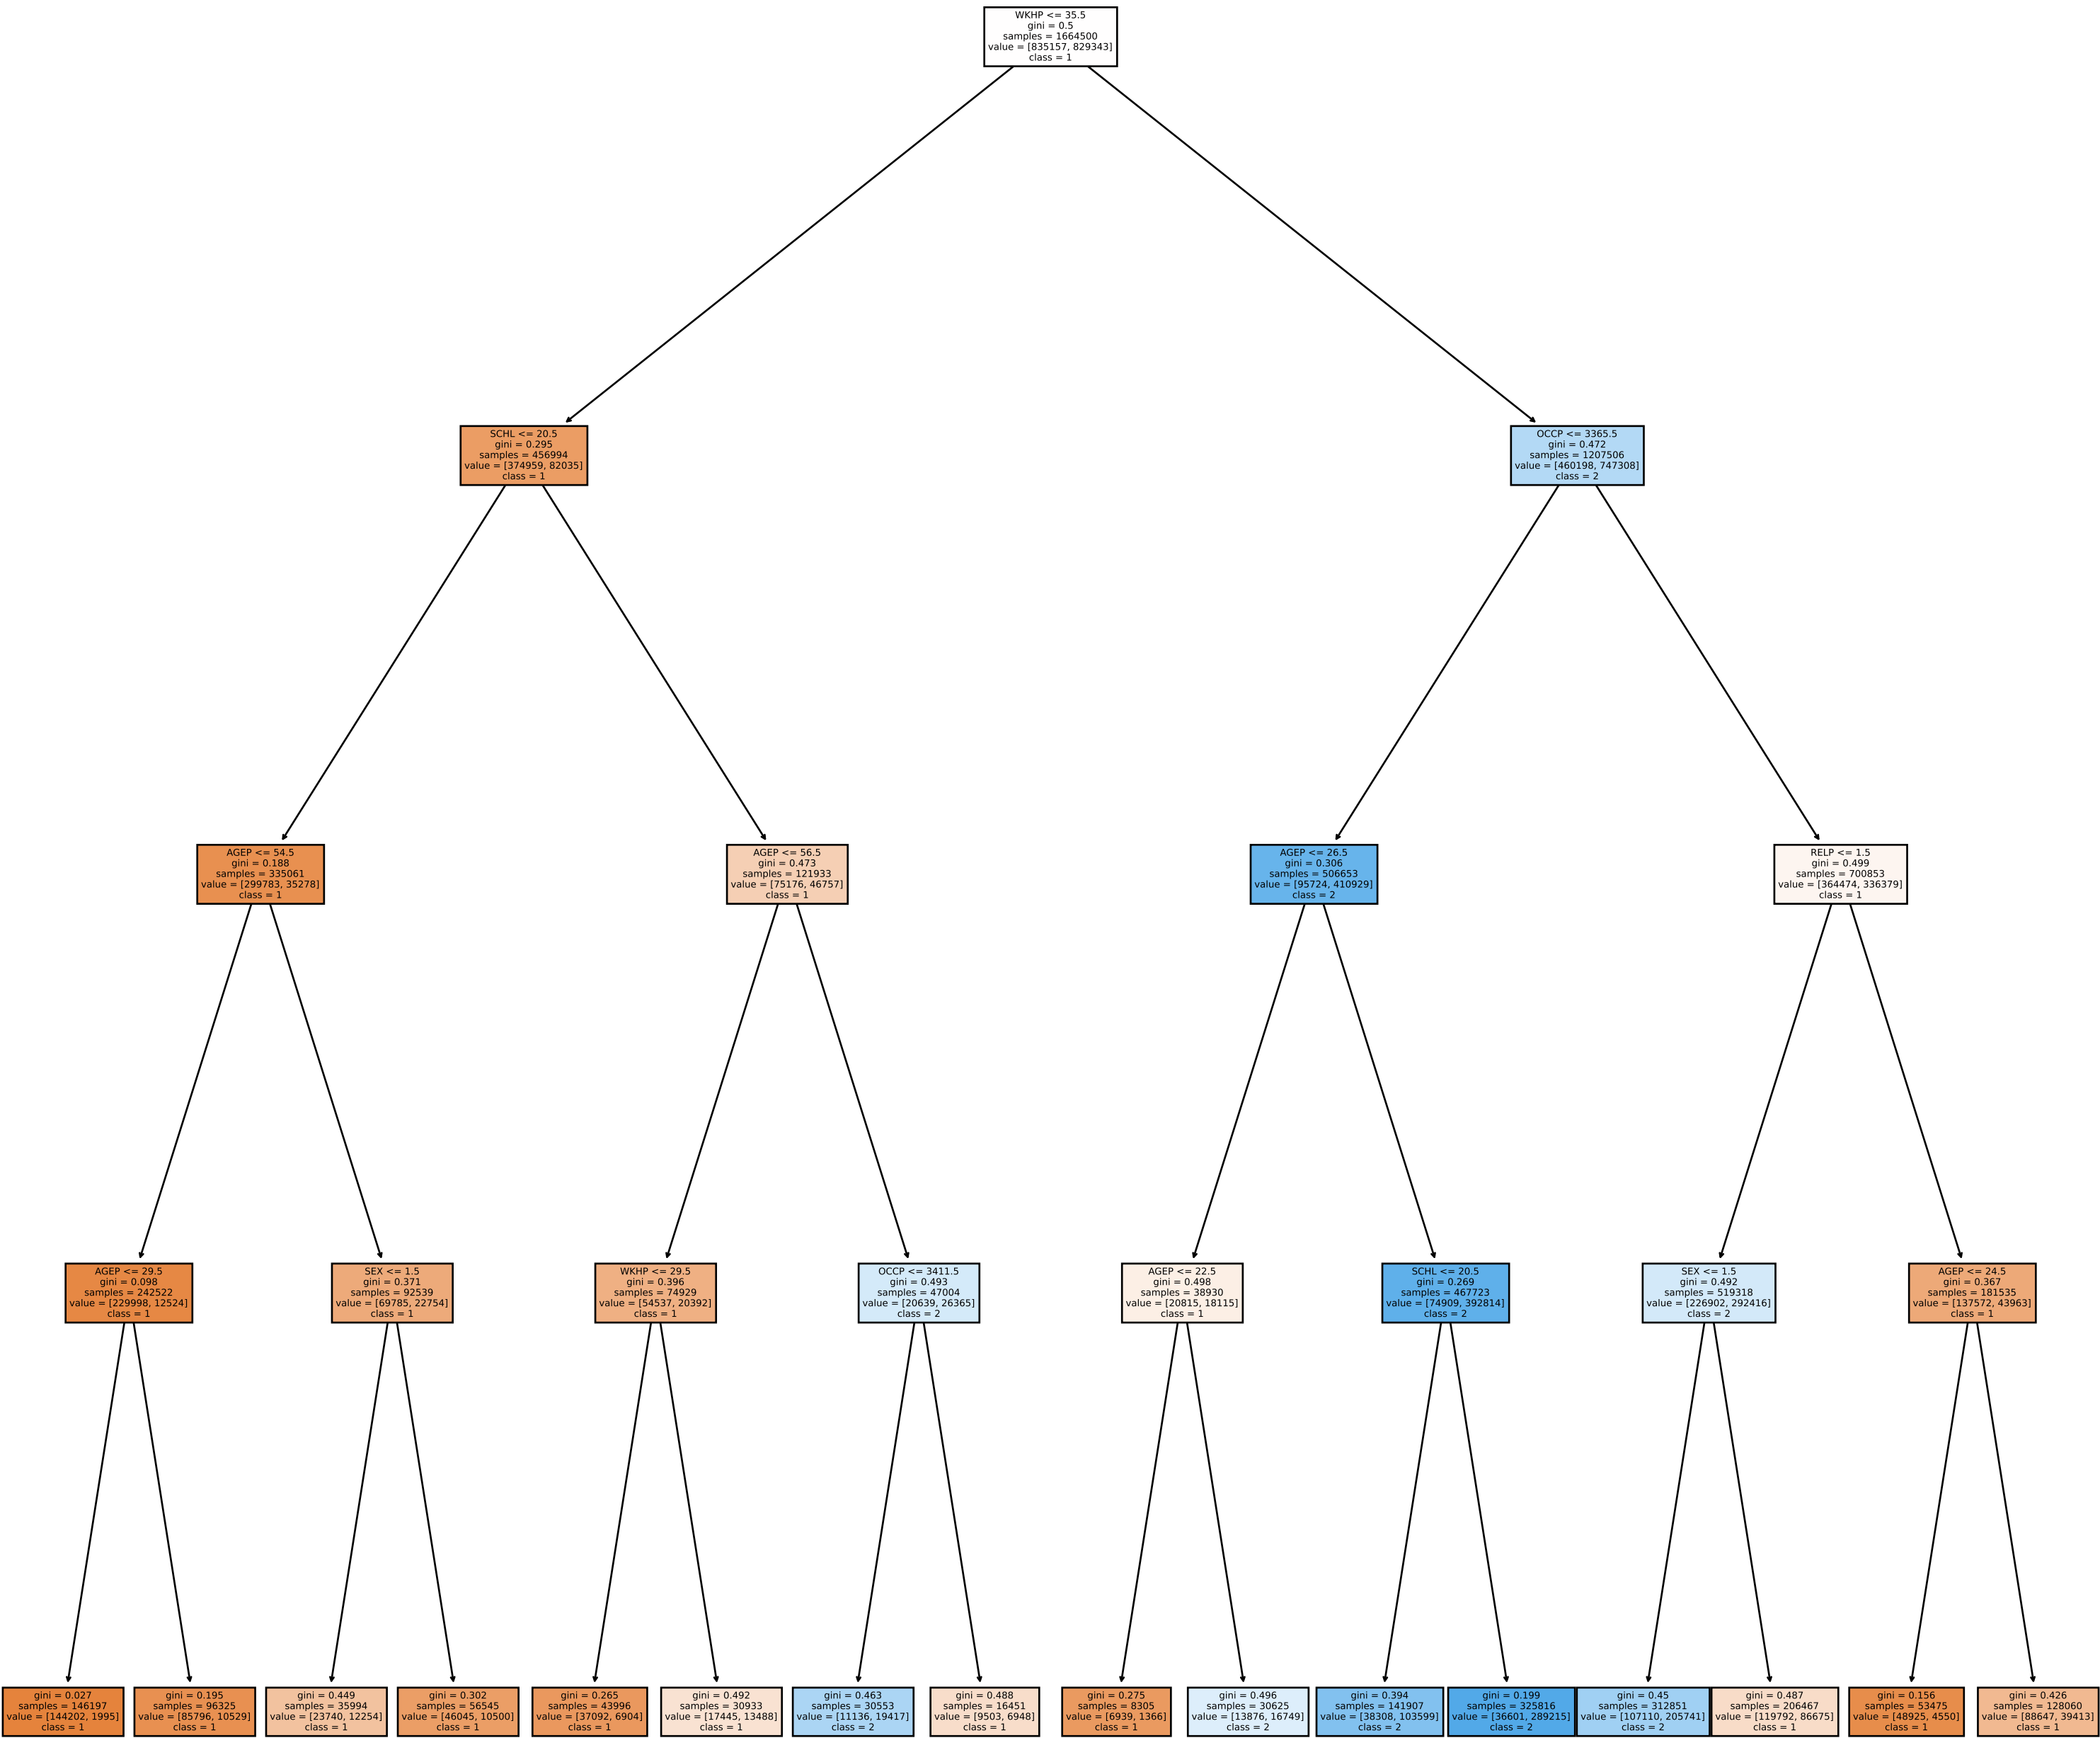 WKHP <= 35.5
gini = 0.5
samples = 1664500
value = [835157, 829343]
class = 1
SCHL <= 20.5
gini = 0.295
samples = 456994
value = [374959, 82035]
class = 1
OCCP <= 3365.5
gini = 0.472
samples = 1207506
value = [460198, 747308]
class = 2
AGEP <= 54.5
gini = 0.188
samples = 335061
value = [299783, 35278]
class = 1
AGEP <= 56.5
gini = 0.473
samples = 121933
value = [75176, 46757]
class = 1
AGEP <= 26.5
gini = 0.306
samples = 506653
value = [95724, 410929]
class = 2
RELP <= 1.5
gini = 0.499
samples = 700853
value = [364474, 336379]
class = 1
AGEP <= 29.5
gini = 0.098
samples = 242522
value = [229998, 12524]
class = 1
SEX <= 1.5
gini = 0.371
samples = 92539
value = [69785, 22754]
class = 1
WKHP <= 29.5
gini = 0.396
samples = 74929
value = [54537, 20392]
class = 1
OCCP <= 3411.5
gini = 0.493
samples = 47004
value = [20639, 26365]
class = 2
AGEP <= 22.5
gini = 0.498
samples = 38930
value = [20815, 18115]
class = 1
SCHL <= 20.5
gini = 0.269
samples = 467723
value = [74909, 392814]
class = 2
SEX <= 1.5
gini = 0.492
samples = 519318
value = [226902, 292416]
class = 2
AGEP <= 24.5
gini = 0.367
samples = 181535
value = [137572, 43963]
class = 1
gini = 0.027
samples = 146197
value = [144202, 1995]
class = 1
gini = 0.195
samples = 96325
value = [85796, 10529]
class = 1
gini = 0.449
samples = 35994
value = [23740, 12254]
class = 1
gini = 0.302
samples = 56545
value = [46045, 10500]
class = 1
gini = 0.265
samples = 43996
value = [37092, 6904]
class = 1
gini = 0.492
samples = 30933
value = [17445, 13488]
class = 1
gini = 0.463
samples = 30553
value = [11136, 19417]
class = 2
gini = 0.488
samples = 16451
value = [9503, 6948]
class = 1
gini = 0.275
samples = 8305
value = [6939, 1366]
class = 1
gini = 0.496
samples = 30625
value = [13876, 16749]
class = 2
gini = 0.394
samples = 141907
value = [38308, 103599]
class = 2
gini = 0.199
samples = 325816
value = [36601, 289215]
class = 2
gini = 0.45
samples = 312851
value = [107110, 205741]
class = 2
gini = 0.487
samples = 206467
value = [119792, 86675]
class = 1
gini = 0.156
samples = 53475
value = [48925, 4550]
class = 1
gini = 0.426
samples = 128060
value = [88647, 39413]
class = 1